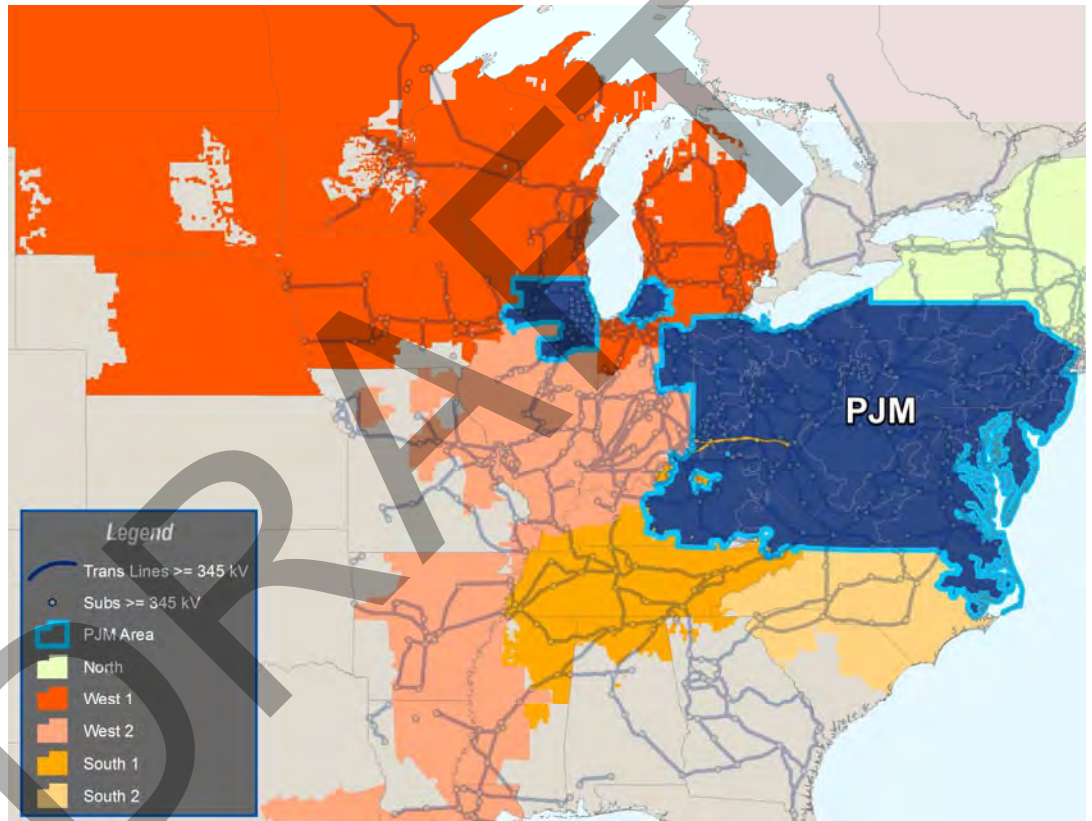 PJM
Legend
Trans Lines >= 345 kV
Subs >= 345 kV
PJM Area
North
West 1
West 2
South 1
South 2
DRAFT